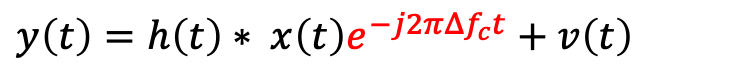 y(t) = h(t) * x(t)e^{-j2πΔf_c t} + v(t)